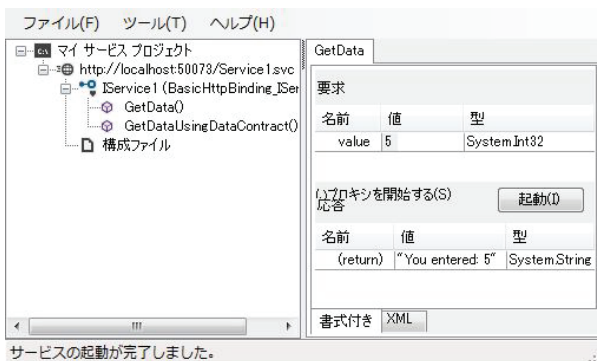 ファイル(F) ツール(T) ヘルプ(H)
マイ サービス プロジェクト
http://localhost:50073/Service1.svc
IService1 (BasicHttpBinding_ISer
GetData()
GetDataUsingDataContract()
構成ファイル
GetData
要求
名前 値 型
value 5 System.Int32
プロキシを開始する(S) 起動(I)
応答
名前 値 型
(return) "You entered: 5" System.String
書式付き XML
サービスの起動が完了しました。